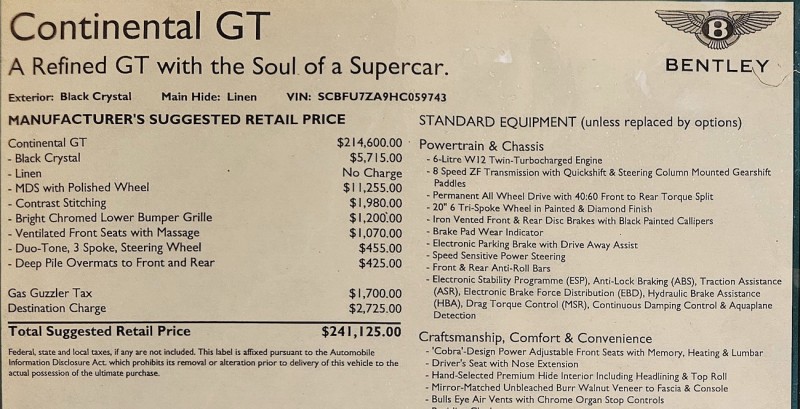 Continental GT
A Refined GT with the Soul of a Supercar.
B
BENTLEY
Exterior: Black Crystal Main Hide: Linen VIN: SCBFU7ZA9HC059743
MANUFACTURER'S SUGGESTED RETAIL PRICE
Continental GT $214,600.00
- Black Crystal $5,715.00
- Linen No Charge
- MDS with Polished Wheel $11,255.00
- Contrast Stitching $1,980.00
- Bright Chromed Lower Bumper Grille $1,200.00
- Ventilated Front Seats with Massage $1,070.00
- Duo-Tone, 3 Spoke, Steering Wheel $455.00
- Deep Pile Overmats to Front and Rear $425.00
Gas Guzzler Tax $1,700.00
Destination Charge $2,725.00
Total Suggested Retail Price $241,125.00
Federal, state and local taxes, if any are not included. This label is affixed pursuant to the Automobile
Information Disclosure Act. which prohibits its removal or alteration prior to delivery of this vehicle to the
actual possession of the ultimate purchase.
STANDARD EQUIPMENT (unless replaced by options)
Powertrain & Chassis
- 6-Litre W12 Twin-Turbocharged Engine
- 8 Speed ZF Transmission with Quickshift & Steering Column Mounted Gearshift
Paddles
- Permanent All Wheel Drive with 40:60 Front to Rear Torque Split
- 20" 6 Tri-Spoke Wheel in Painted & Diamond Finish
- Iron Vented Front & Rear Disc Brakes with Black Painted Callipers
- Brake Pad Wear Indicator
- Electronic Parking Brake with Drive Away Assist
- Speed Sensitive Power Steering
- Front & Rear Anti-Roll Bars
- Electronic Stability Programme (ESP), Anti-Lock Braking (ABS), Traction Assistance
(ASR), Electronic Brake Force Distribution (EBD), Hydraulic Brake Assistance
(HBA), Drag Torque Control (MSR), Continuous Damping Control & Aquaplane
Detection
Craftsmanship, Comfort & Convenience
- 'Cobra'-Design Power Adjustable Front Seats with Memory, Heating & Lumbar
- Driver's Seat with Nose Extension
- Hand-Selected Premium Hide Interior Including Headlining & Top Roll
- Mirror-Matched Unbleached Burr Walnut Veneer to Fascia & Console
- Bulls Eye Air Vents with Chrome Organ Stop Controls